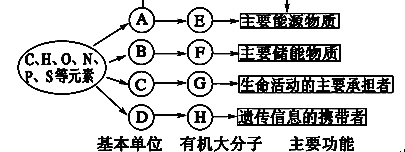 A E 主要能源物质
C、H、O、N、 B F 主要储能物质
P、S等元素 C G 生命活动的主要承担者
D H 遗传信息的携带者
基本单位 有机大分子 主要功能